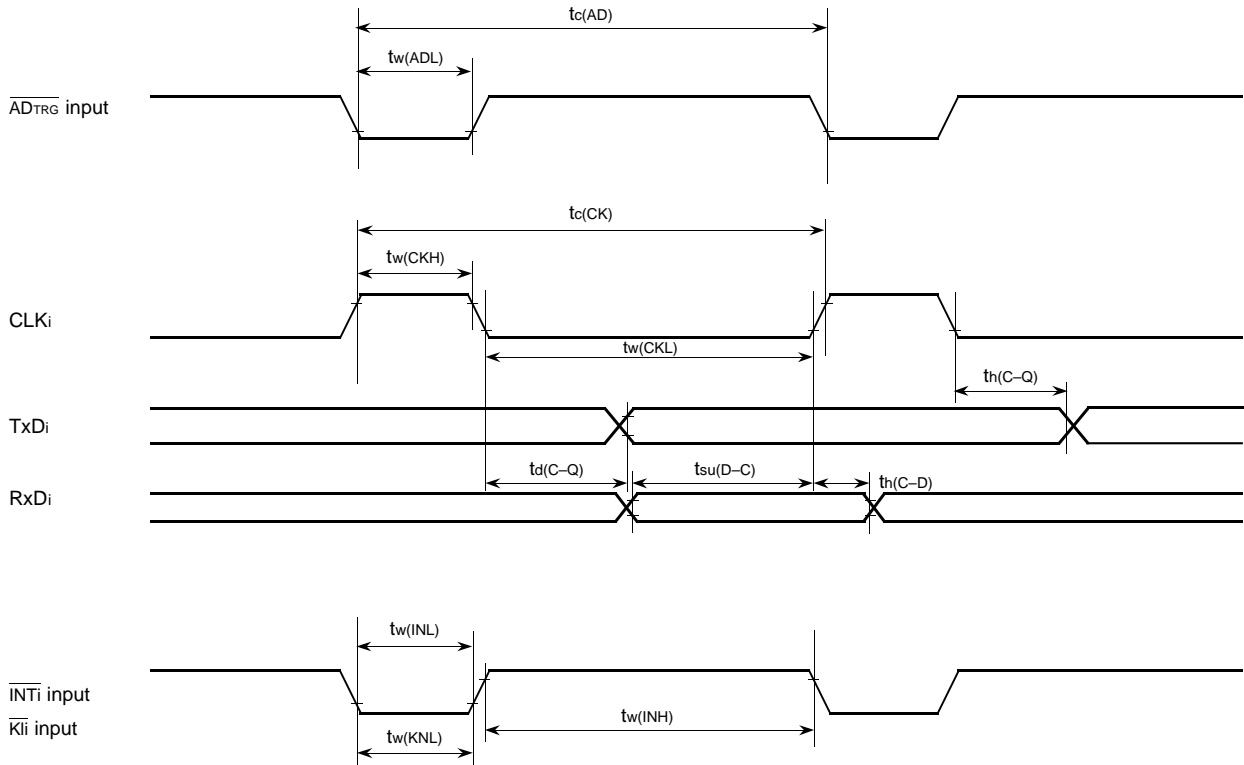 tc(AD)
tw(ADL)
ADTRG input
tc(CK)
tw(CKH)
CLKi
tw(CKL)
th(C–Q)
TxDi
td(C–Q)
tsu(D–C)
th(C–D)
RxDi
tw(INL)
INTi input
KIi input
tw(INH)
tw(KNL)